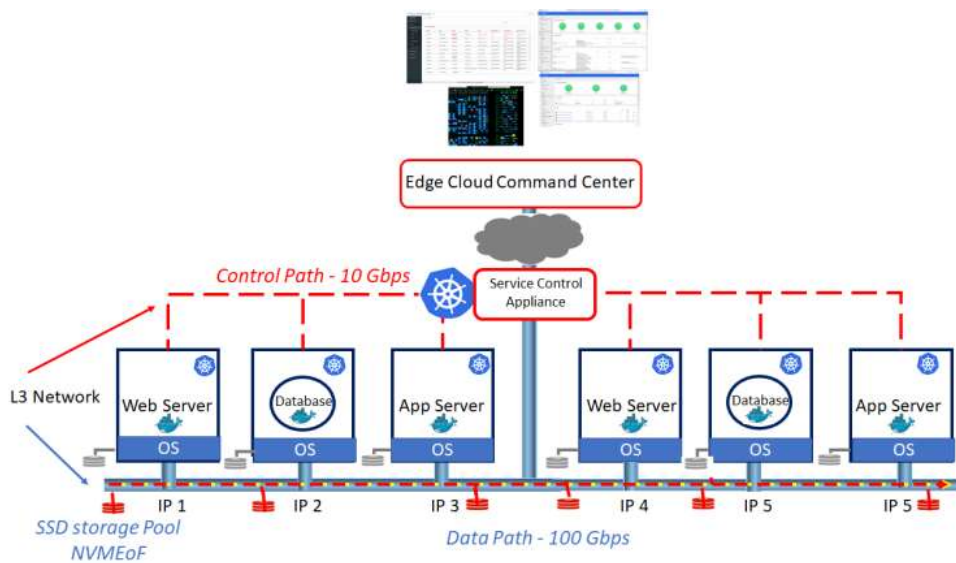 Edge Cloud Command Center
Control Path - 10 Gbps
Service Control
Appliance
L3 Network
Web Server
Database
App Server
Web Server
Database
App Server
OS
OS
OS
OS
OS
OS
IP 1
IP 2
IP 3
IP 4
IP 5
IP 5
SSD storage Pool
NVMEoF
Data Path - 100 Gbps